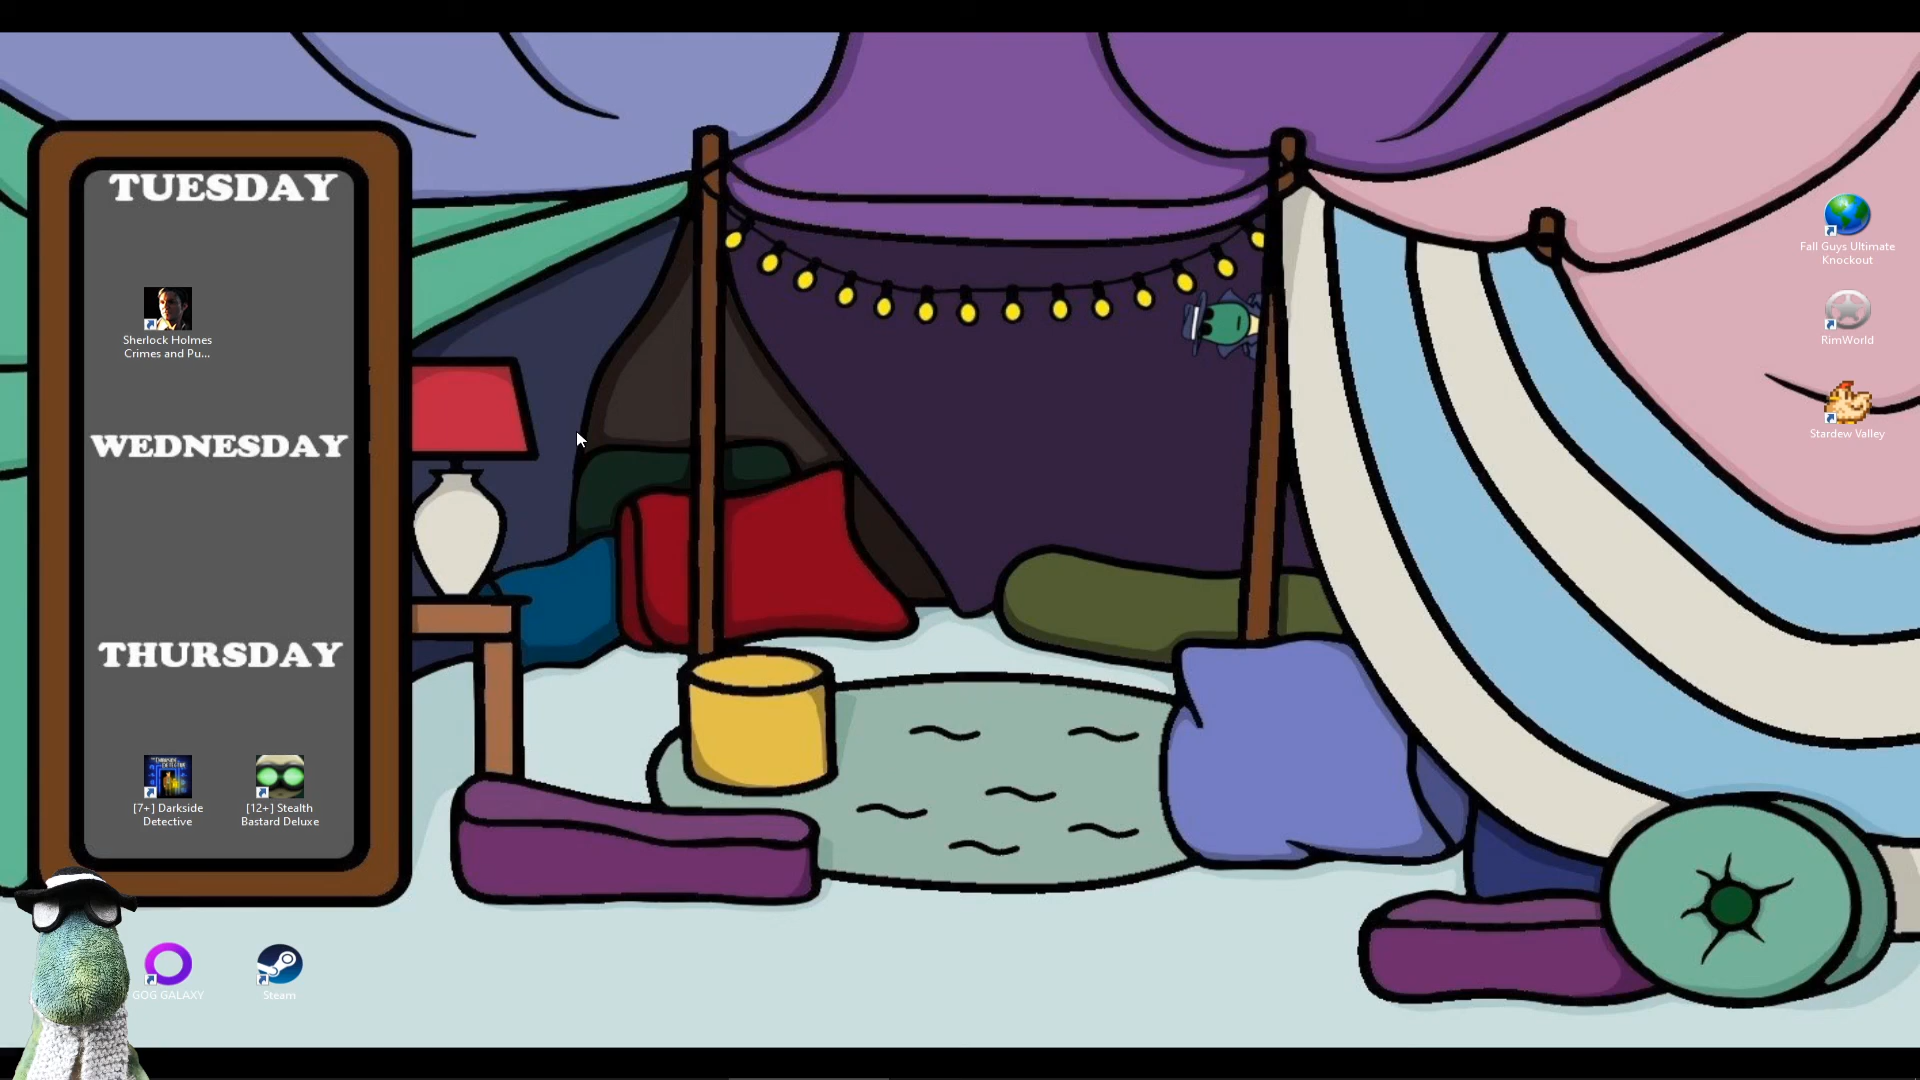 TUESDAY
Sherlock Holmes
Crimes and Pu...
WEDNESDAY
THURSDAY
[7+] Darkside
Detective
[12+] Stealth
Bastard Deluxe
GOG GALAXY
Steam
Fall Guys Ultimate
Knockout
RimWorld
Stardew Valley